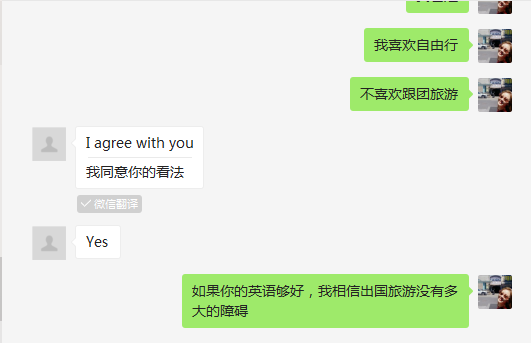 我喜欢自由行
不喜欢跟团旅游
I agree with you
我同意你的看法
微信翻译
Yes
如果你的英语够好，我相信出国旅游没有多
大的障碍